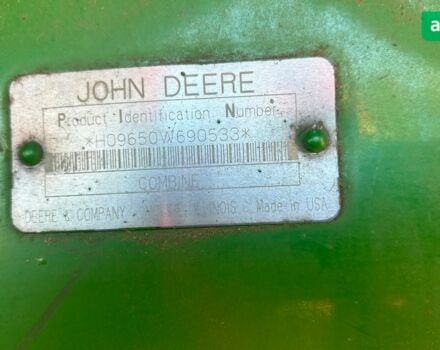 JOHN DEERE
Product Identification Number
*H09650W690533*
COMBINE
DEERE & COMPANY ILLINOIS Made in USA
a